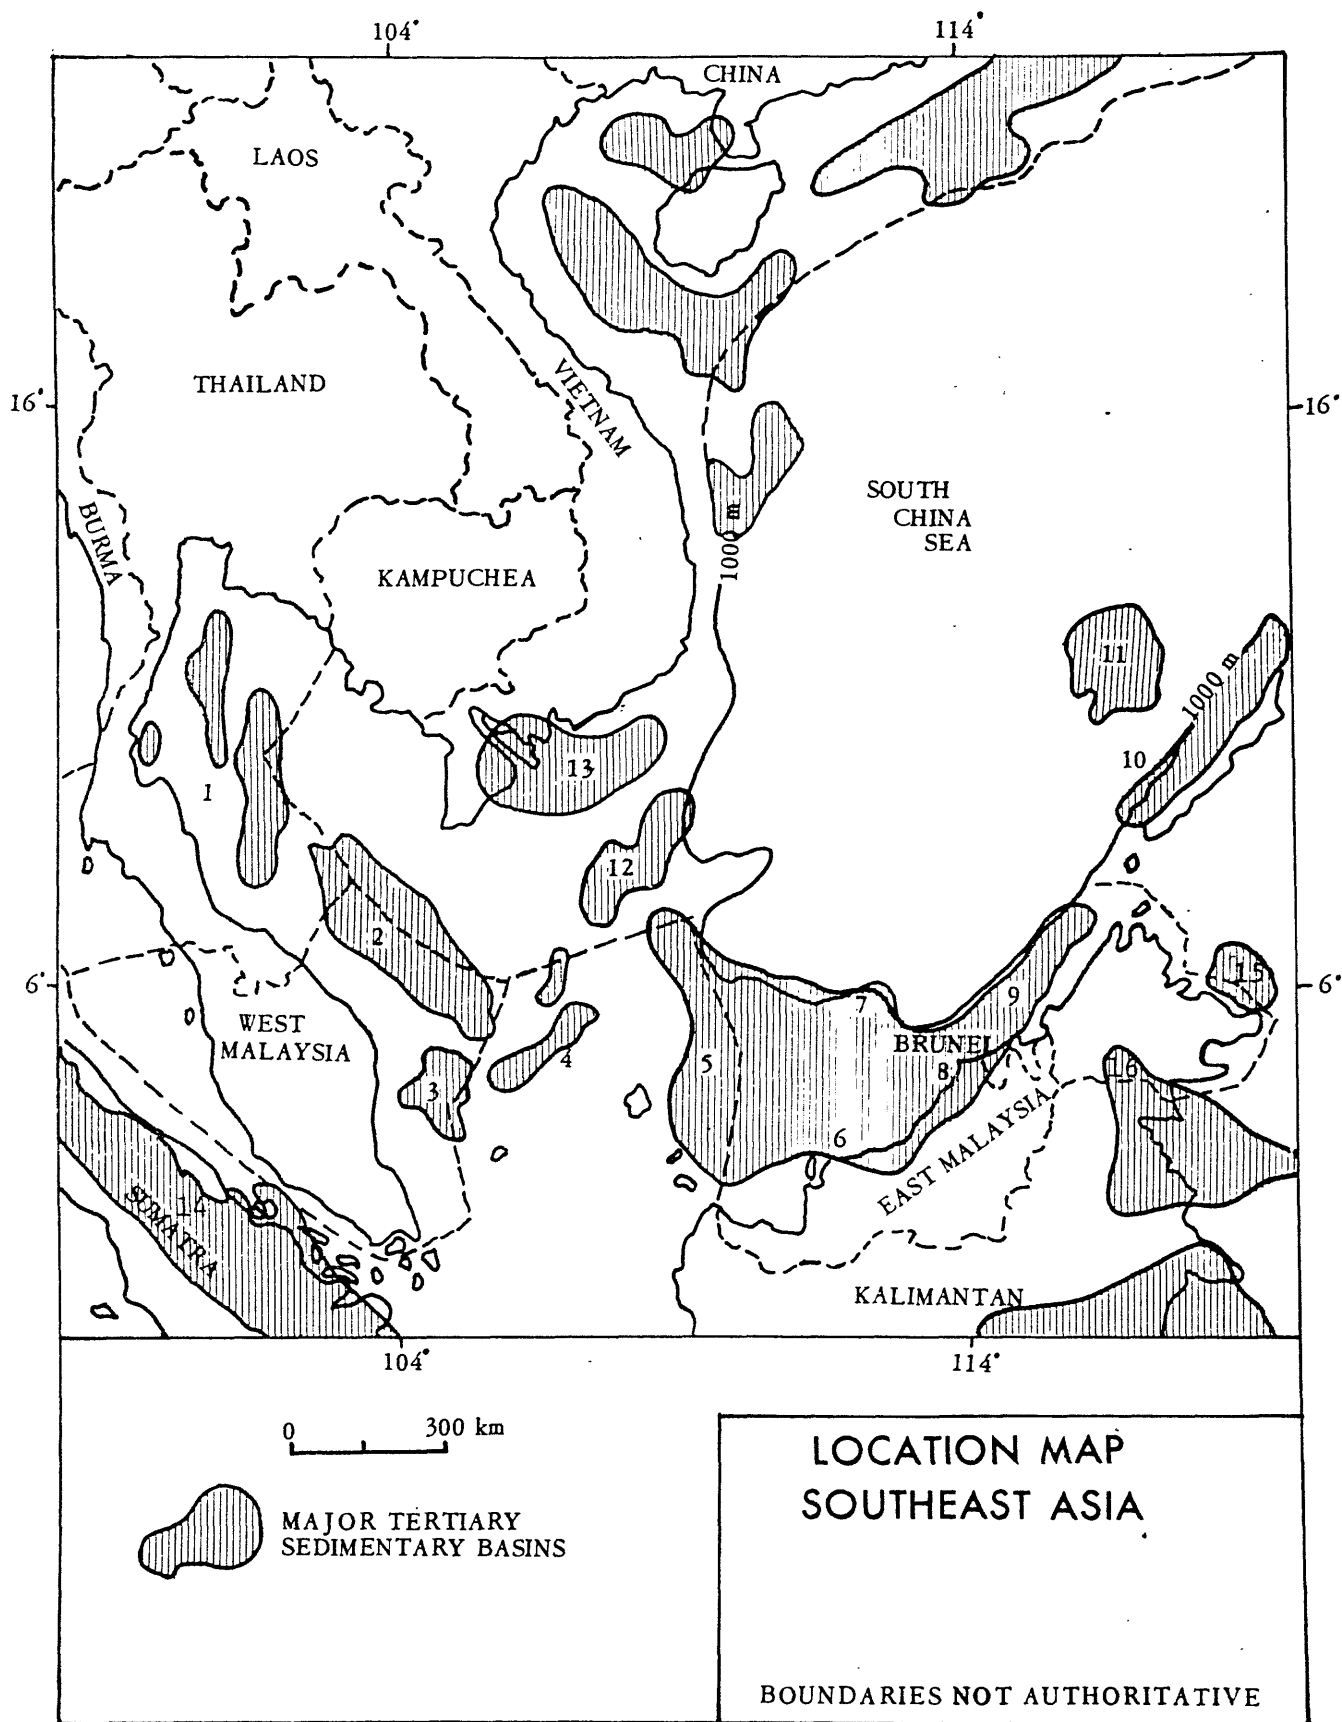 104°
114°
CHINA
LAOS
THAILAND
VIETNAM
16°
16°
BURMA
SOUTH
CHINA
SEA
1000 m
KAMPUCHEA
11
1000 m
10
13
1
12
2
15
6°
6°
WEST
MALAYSIA
9
7
BRUNEI
4
5
8
3
16
6
EAST MALAYSIA
14
SUMATRA
KALIMANTAN
104°
114°
0
300 km
LOCATION MAP
SOUTHEAST ASIA
MAJOR TERTIARY
SEDIMENTARY BASINS
BOUNDARIES NOT AUTHORITATIVE